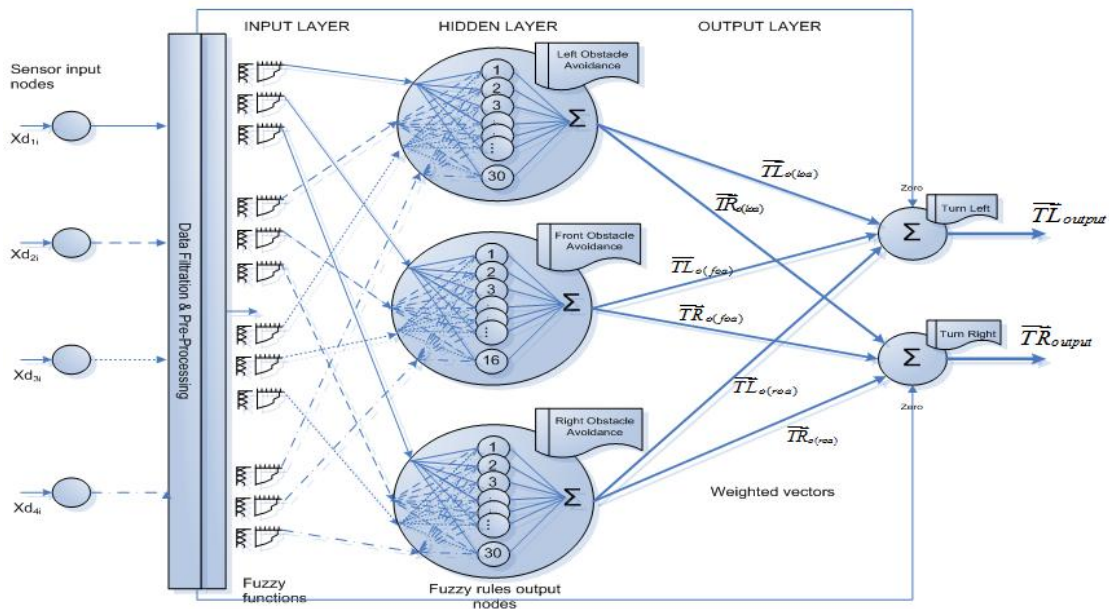 INPUT LAYER
HIDDEN LAYER
OUTPUT LAYER
Sensor input
nodes
Xd1i
Xd2i
Xd3i
Xd4i
Data Filtration & Pre-Processing
Left Obstacle
Avoidance
1
2
3
...
30
Σ
Front Obstacle
Avoidance
1
2
3
...
16
Σ
Right Obstacle
Avoidance
1
2
3
...
30
Σ
TLo(loa)
TRo(loa)
TLo(foa)
TRo(foa)
TLo(roa)
TRo(roa)
Zero
Turn Left
Σ
TLoutput
Turn Right
Σ
TRoutput
Zero
Weighted vectors
Fuzzy
functions
Fuzzy rules output
nodes